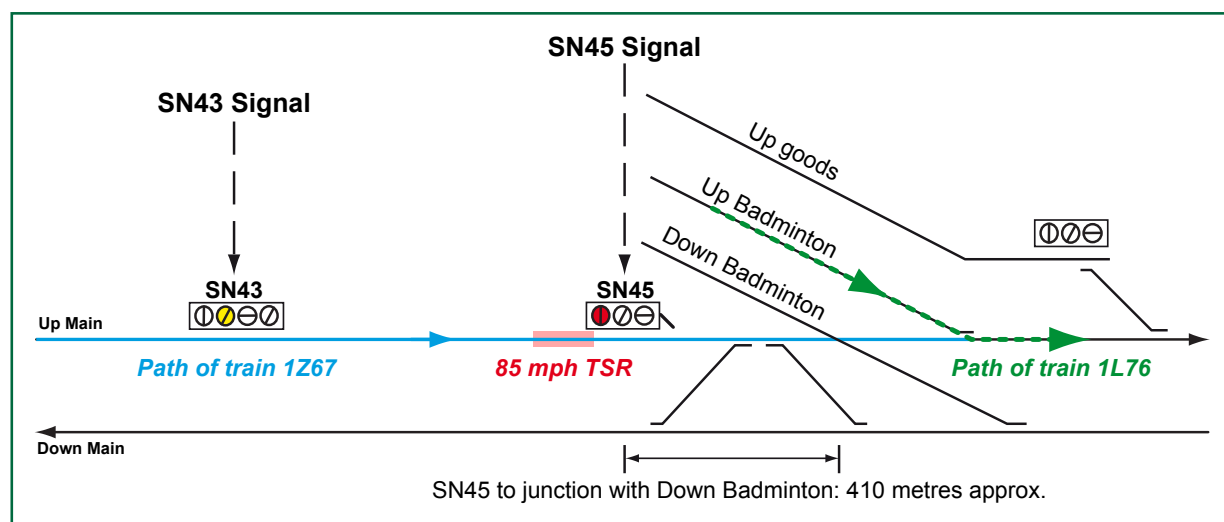 SN45 Signal
SN43 Signal
Up goods
Up Badminton
Down Badminton
SN43
SN45
Up Main
Path of train 1Z67
85 mph TSR
Path of train 1L76
Down Main
SN45 to junction with Down Badminton: 410 metres approx.